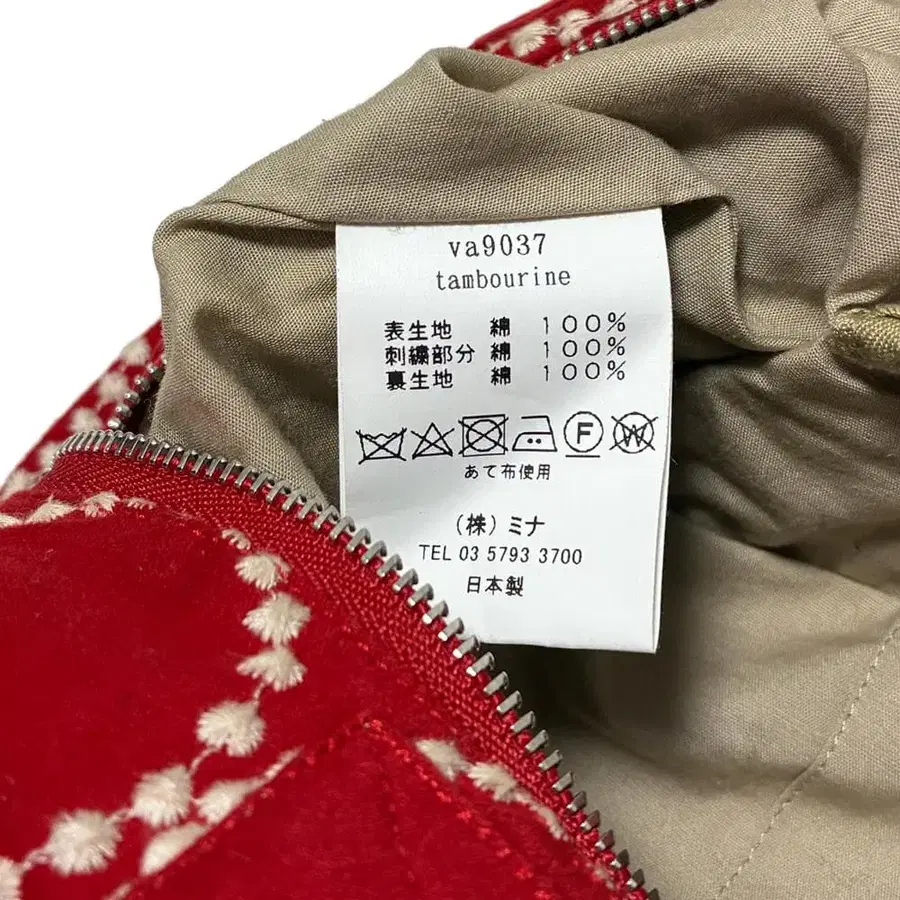 va9037
tambourine
表生地 綿 100%
刺繍部分 綿 100%
裏生地 綿 100%
F W
あて布使用
(株) ミナ
TEL 03 5793 3700
日本製